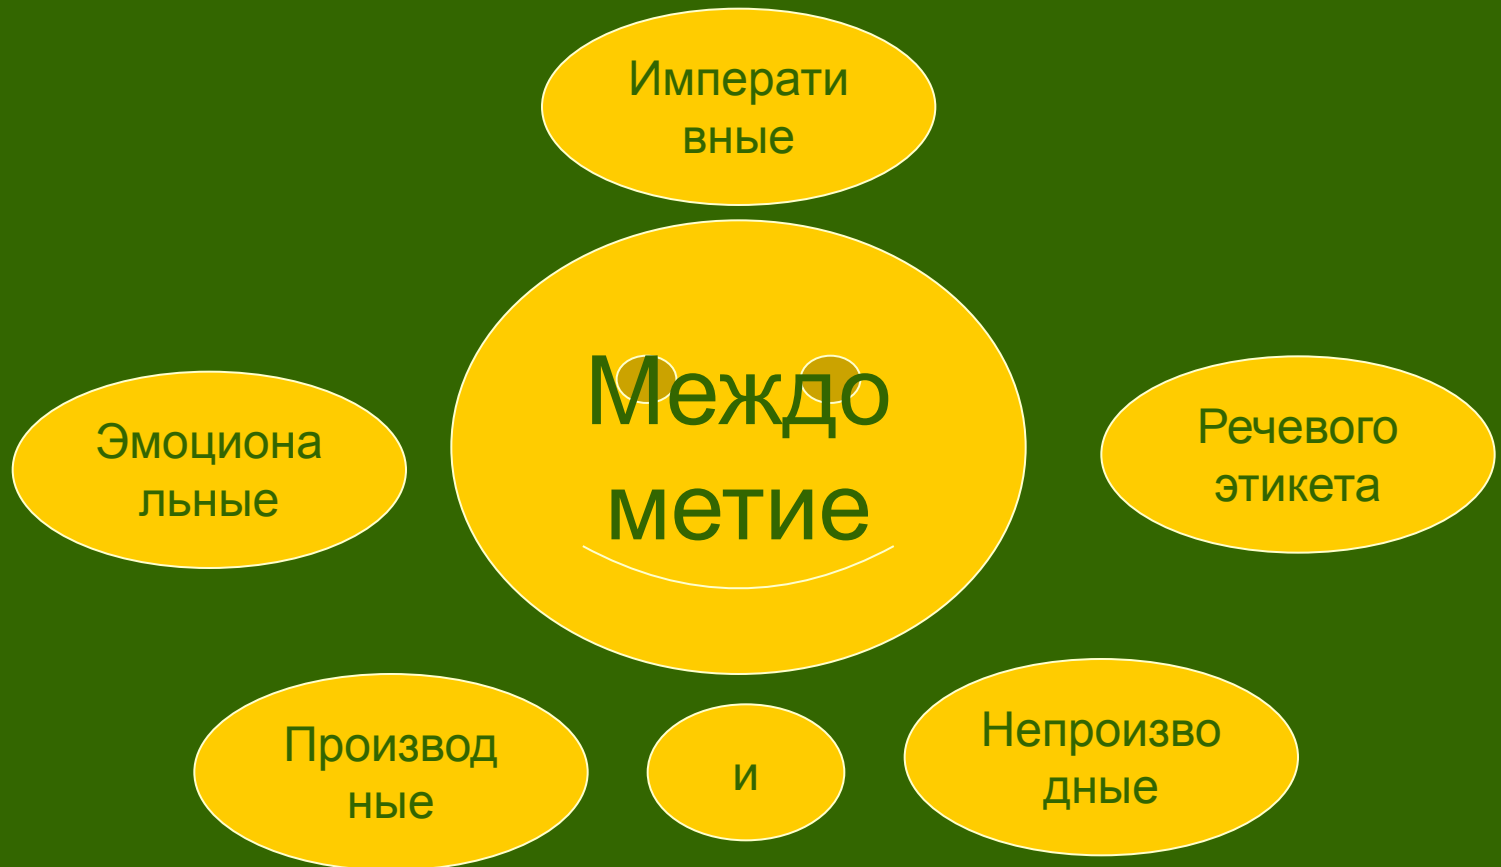 Императи
вные
Междо
метие
Эмоциона
льные
Речевого
этикета
Производ
ные
и
Непроизво
дные